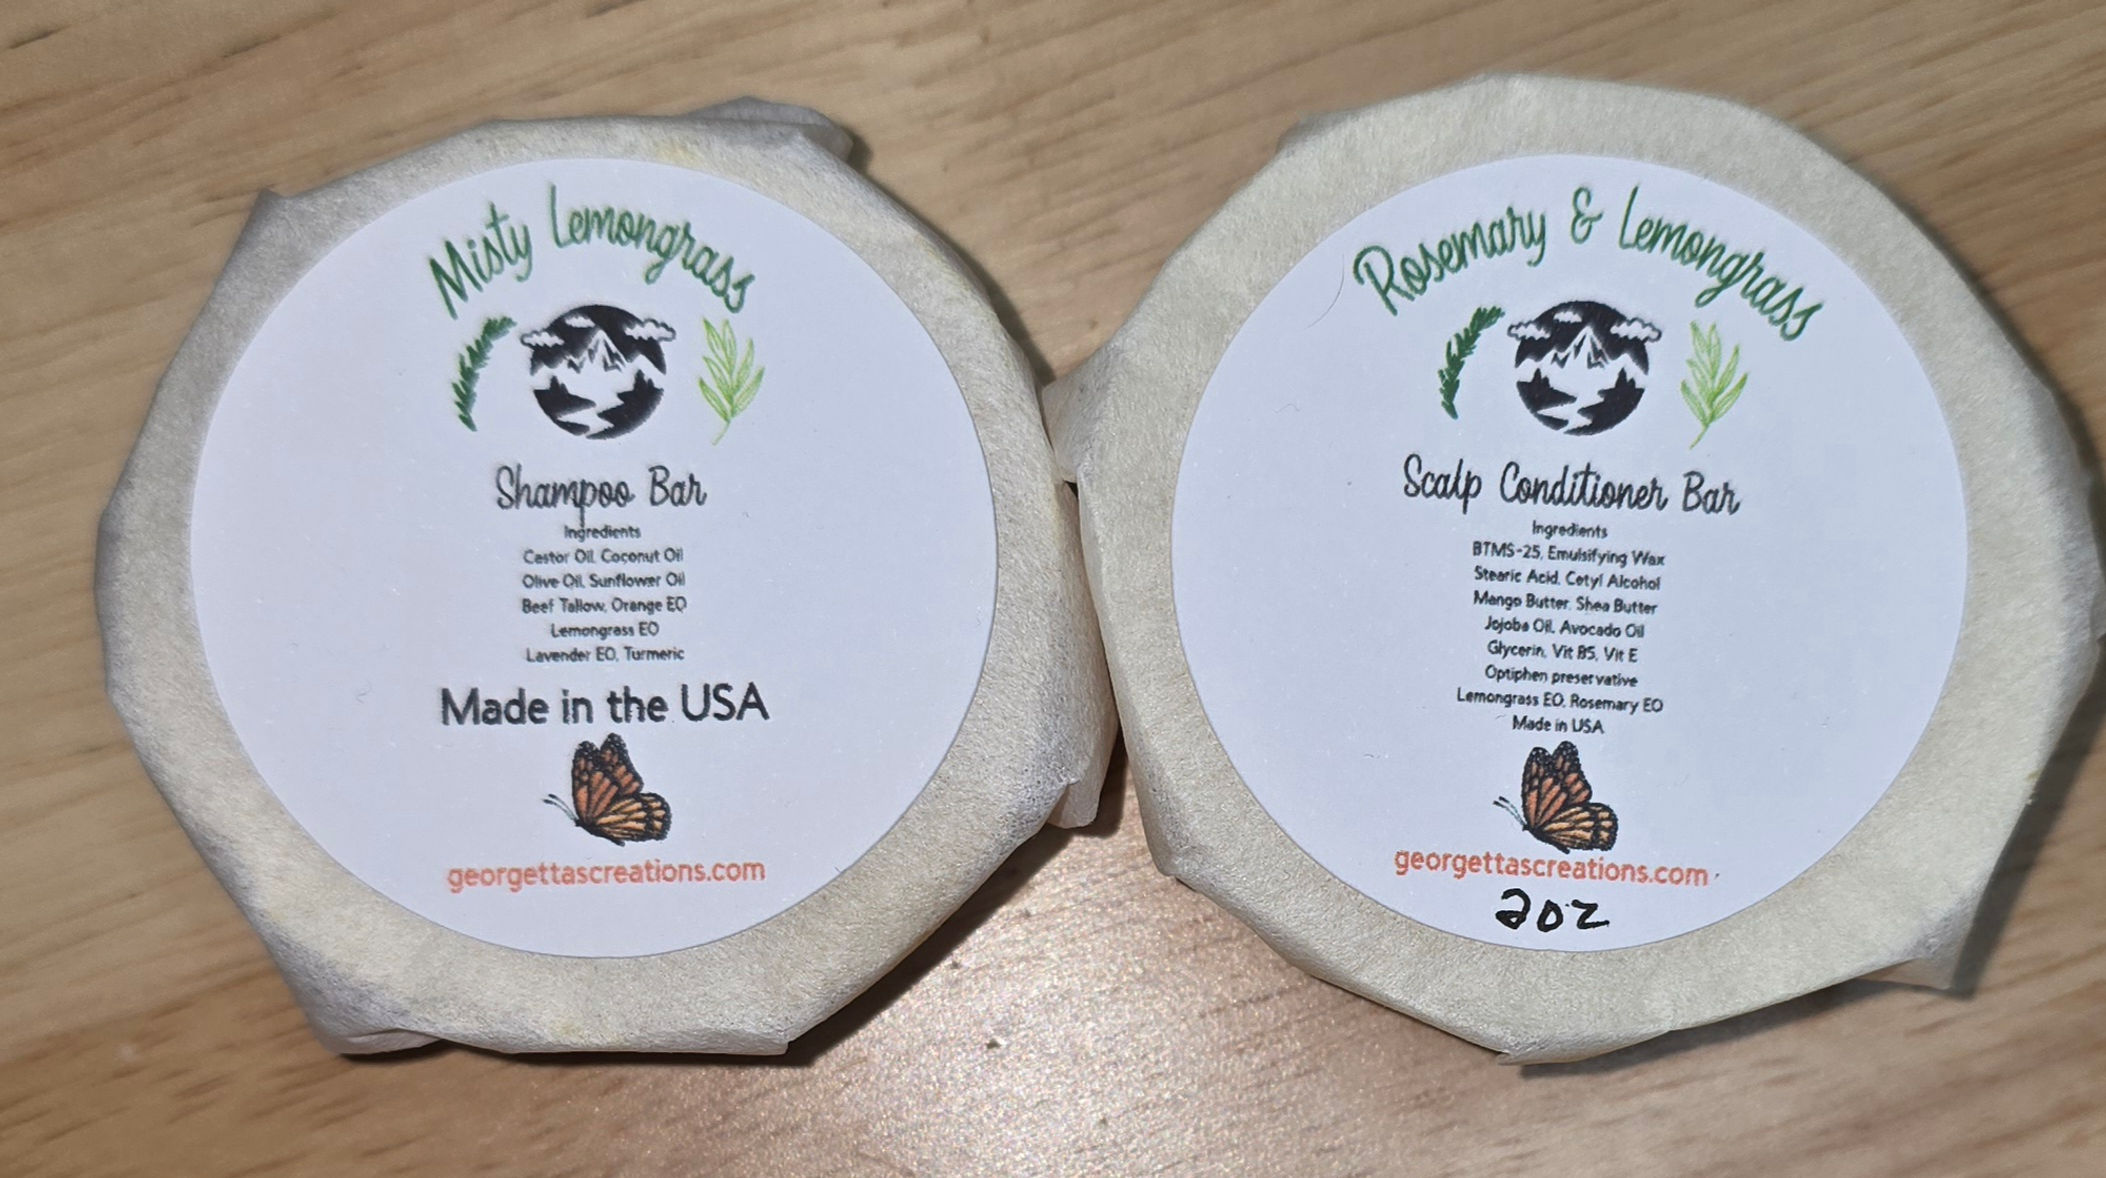 Misty Lemongrass
Shampoo Bar
Ingredients
Castor Oil, Coconut Oil
Olive Oil, Sunflower Oil
Beef Tallow, Orange EO
Lemongrass EO
Lavender EO, Turmeric
Made in the USA
georgettascreations.com
Rosemary & Lemongrass
Scalp Conditioner Bar
Ingredients
BTMS-25, Emulsifying Wax
Stearic Acid, Cetyl Alcohol
Mango Butter, Shea Butter
Jojoba Oil, Avocado Oil
Glycerin, Vit B5, Vit E
Optiphen preservative
Lemongrass EO, Rosemary EO
Made in USA
georgettascreations.com
2oz